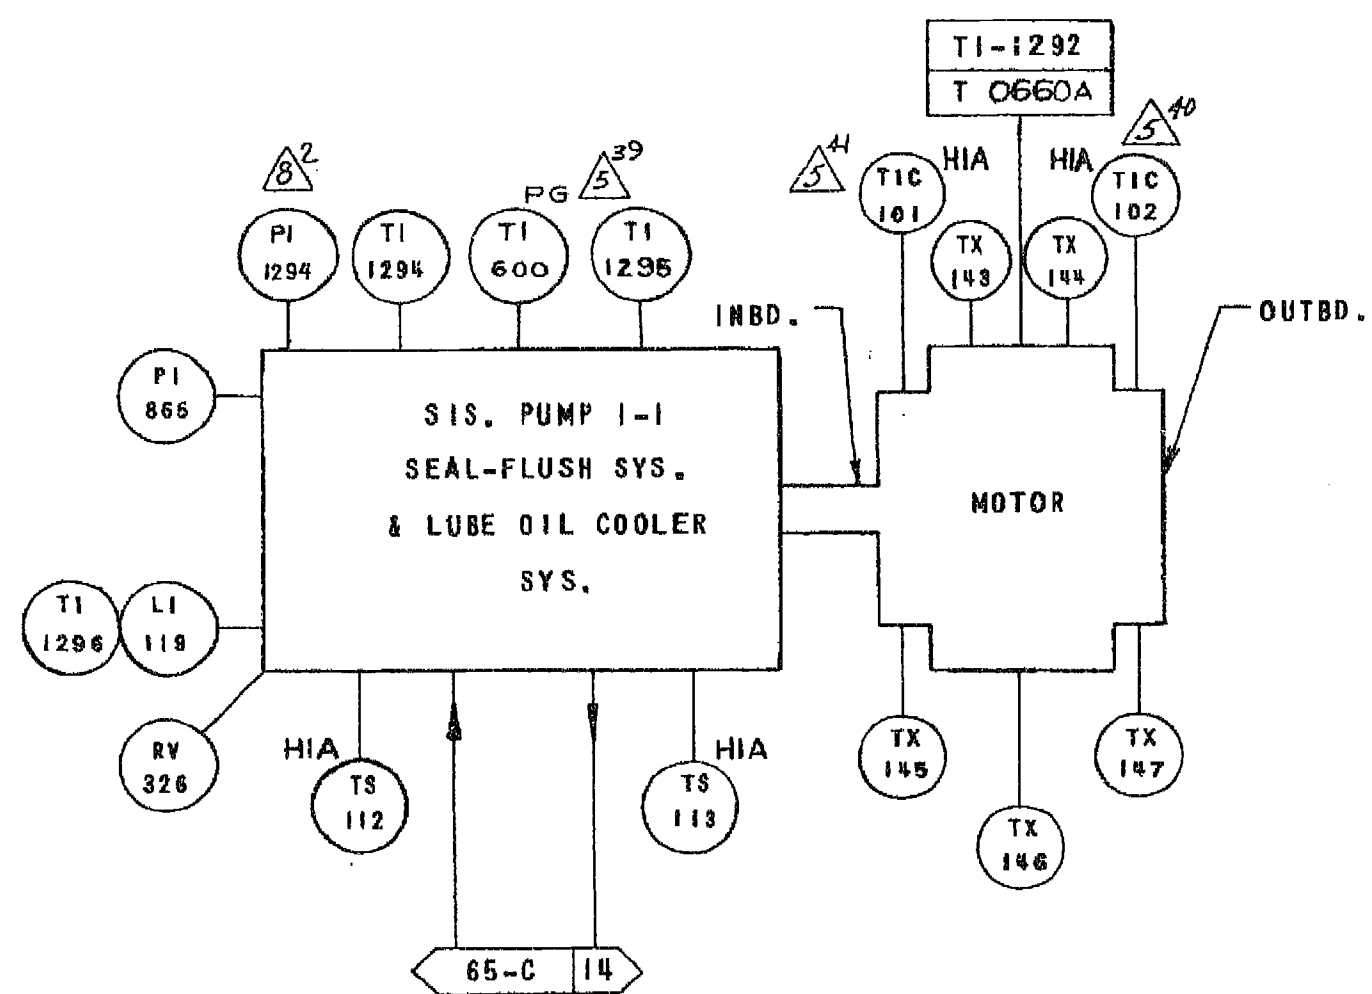 TI-1292
T 0660A
8 2
PG
5 39
5 41
HIA
HIA
5 40
PI
1294
TI
1294
TI
600
TI
1295
TIC
101
TX
143
TX
144
TIC
102
INBD.
OUTBD.
PI
866
SIS. PUMP 1-1
SEAL-FLUSH SYS.
& LUBE OIL COOLER
SYS.
MOTOR
TI
1296
LI
119
RV
326
HIA
TS
112
HIA
TS
113
TX
145
TX
146
TX
147
65-C 14